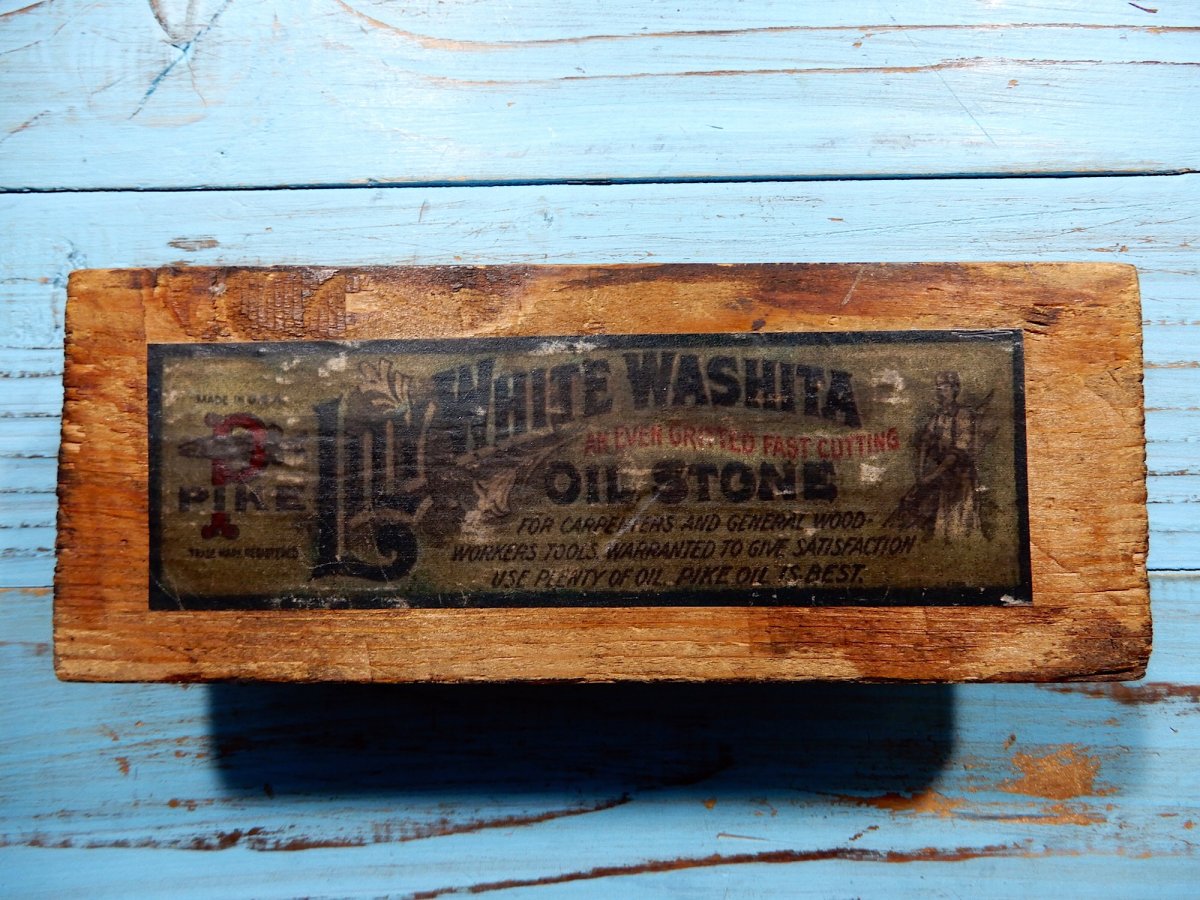 MADE IN U.S.A.
PIKE
TRADE MARK REGISTERED
LILY WHITE WASHITA
AN EVEN GRITTED FAST CUTTING
OIL STONE
FOR CARPENTERS AND GENERAL WOOD-
WORKERS TOOLS. WARRANTED TO GIVE SATISFACTION
USE PLENTY OF OIL. PIKE OIL IS BEST.